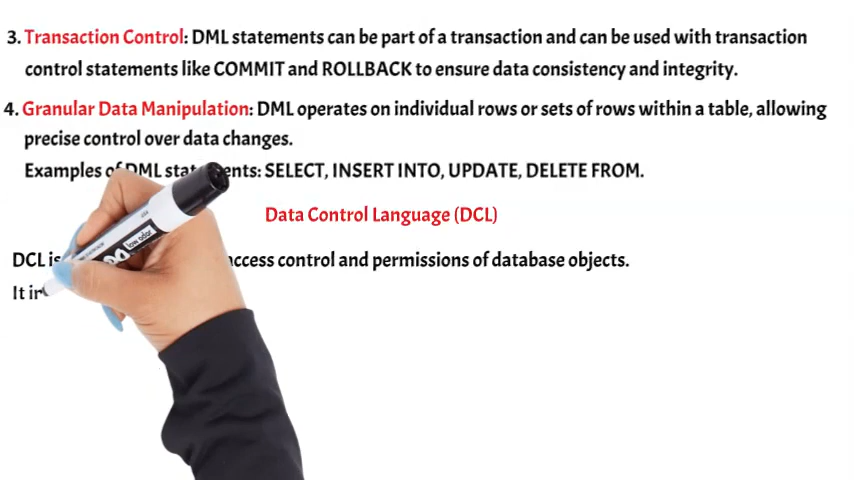 3. Transaction Control: DML statements can be part of a transaction and can be used with transaction
control statements like COMMIT and ROLLBACK to ensure data consistency and integrity.
4. Granular Data Manipulation: DML operates on individual rows or sets of rows within a table, allowing
precise control over data changes.
Examples of DML statements: SELECT, INSERT INTO, UPDATE, DELETE FROM.
Data Control Language (DCL)
DCL is access control and permissions of database objects.
It
low odor